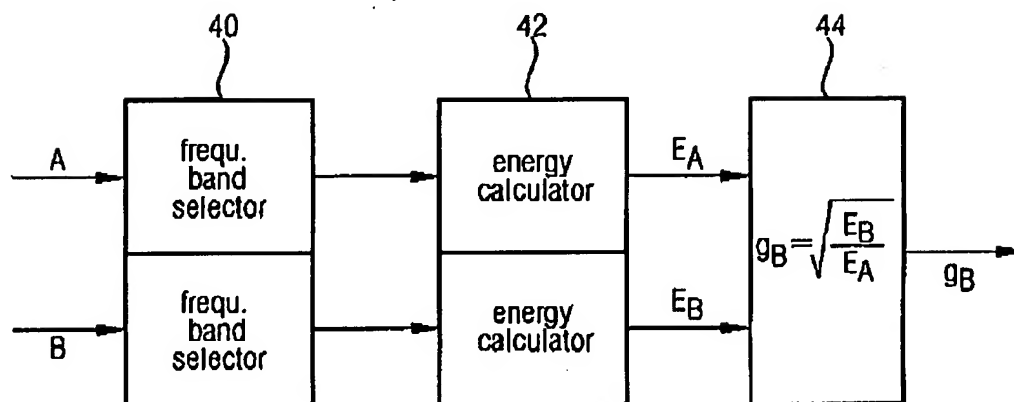 40
42
44
A
frequ.
band
selector
energy
calculator
E_A
g_B=√(E_B/E_A)
g_B
B
frequ.
band
selector
energy
calculator
E_B